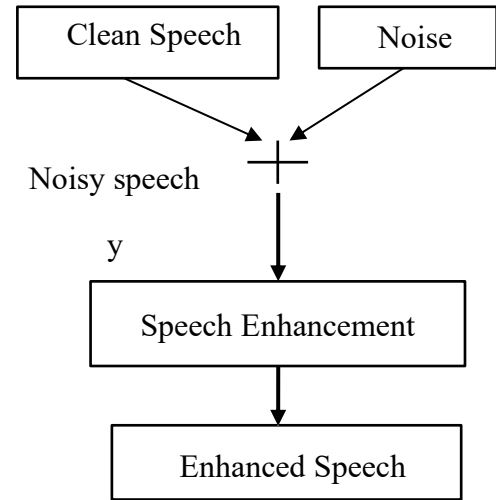 Clean Speech
Noise
Noisy speech
y
Speech Enhancement
Enhanced Speech